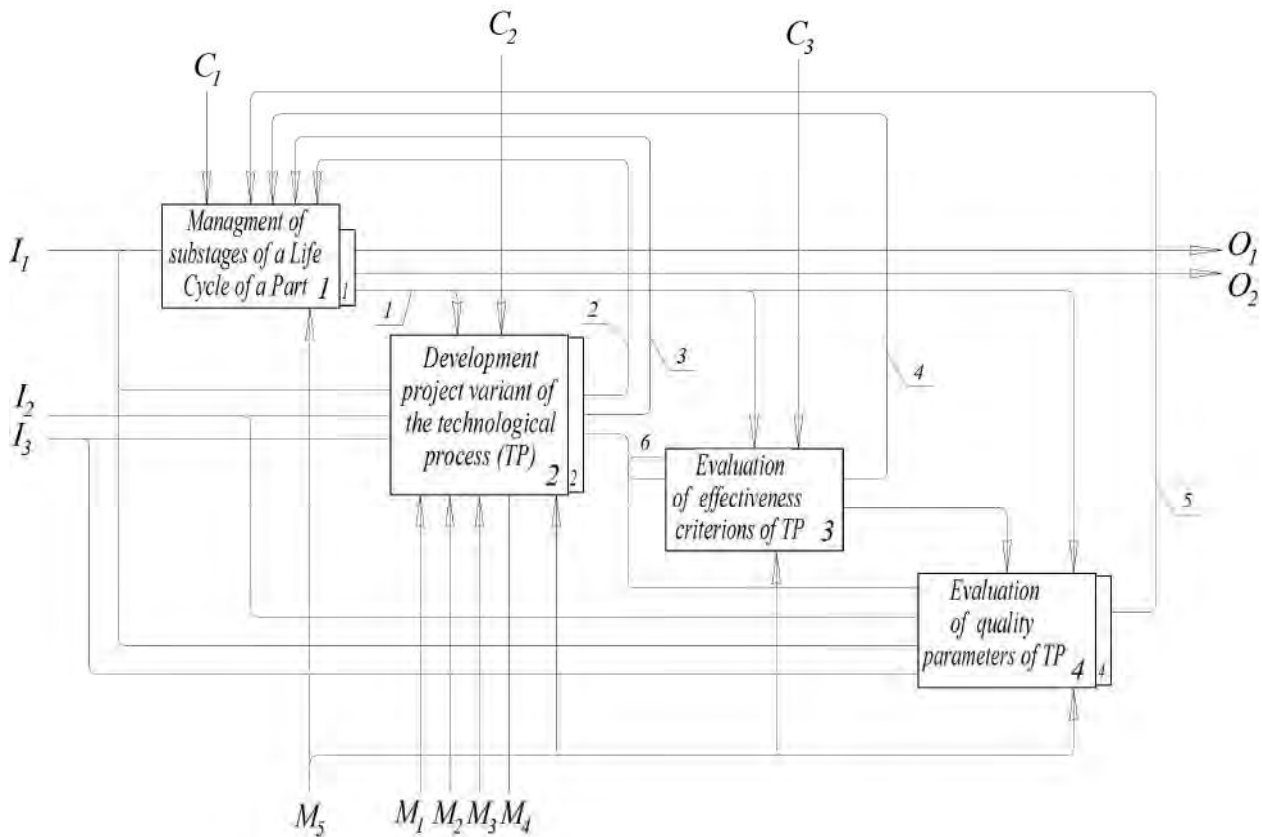 C2
C3
C1
I1
Managment of
substages of a Life
Cycle of a Part 1
1
O1
O2
1
2
3
4
Development
project variant of
the technological
process (TP)
2
2
I2
I3
6
Evaluation
of effectiveness
criterions of TP 3
5
Evaluation
of quality
parameters of TP 4
4
M5
M1 M2 M3 M4